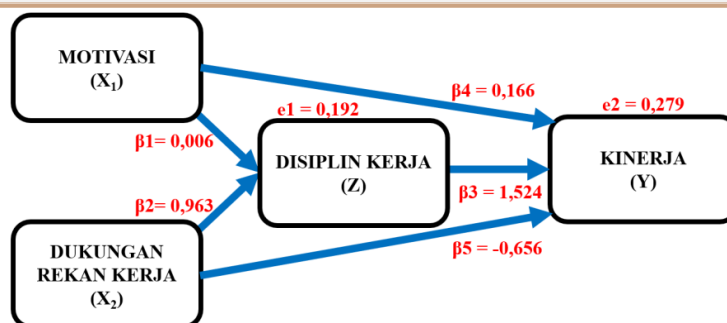 MOTIVASI
(X₁)
β4 = 0,166
e1 = 0,192
e2 = 0,279
β1= 0,006
DISIPLIN KERJA
(Z)
KINERJA
(Y)
β3 = 1,524
β2= 0,963
DUKUNGAN
REKAN KERJA
(X₂)
β5 = -0,656